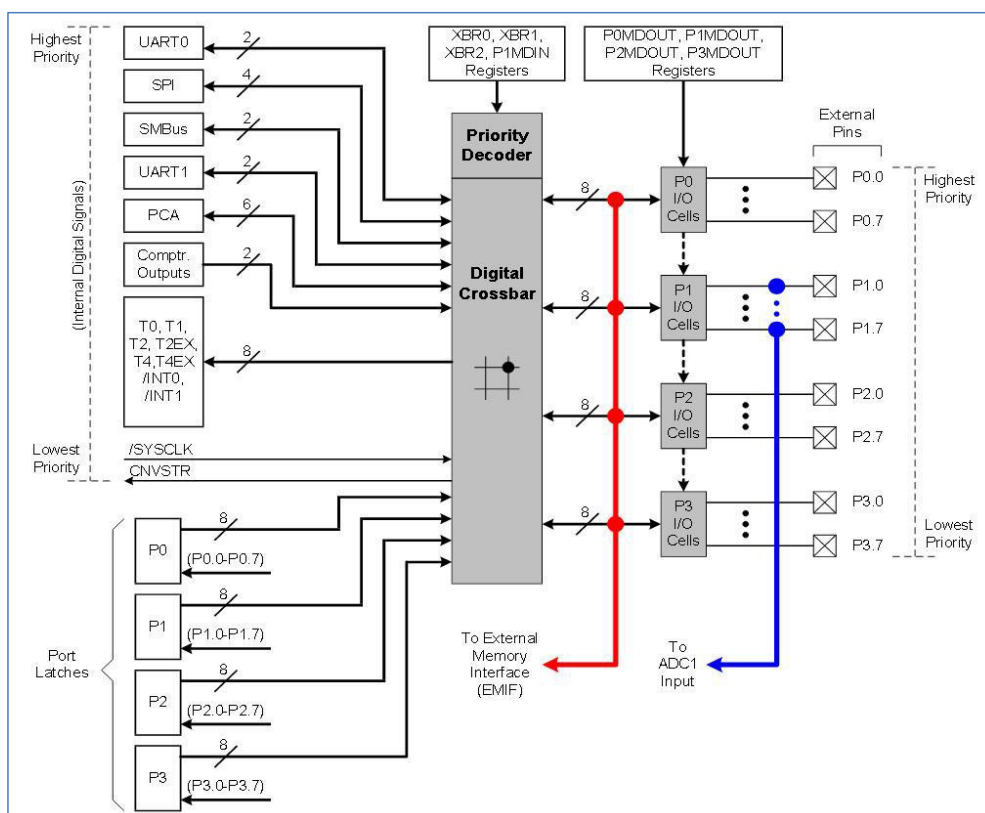 Highest
Priority
UART0
2
SPI
4
SMBus
2
UART1
2
PCA
6
Comptr.
Outputs
2
T0, T1,
T2, T2EX,
T4,T4EX
/INT0,
/INT1
8
(Internal Digital Signals)
Lowest
Priority
/SYSCLK
CNVSTR
XBR0, XBR1,
XBR2, P1MDIN
Registers
P0MDOUT, P1MDOUT,
P2MDOUT, P3MDOUT
Registers
Priority
Decoder
Digital
Crossbar
8
8
8
8
P0
I/O
Cells
P1
I/O
Cells
P2
I/O
Cells
P3
I/O
Cells
External
Pins
P0.0
P0.7
P1.0
P1.7
P2.0
P2.7
P3.0
P3.7
Highest
Priority
Lowest
Priority
Port
Latches
P0
8
(P0.0-P0.7)
P1
8
(P1.0-P1.7)
P2
8
(P2.0-P2.7)
P3
8
(P3.0-P3.7)
To External
Memory
Interface
(EMIF)
To
ADC1
Input